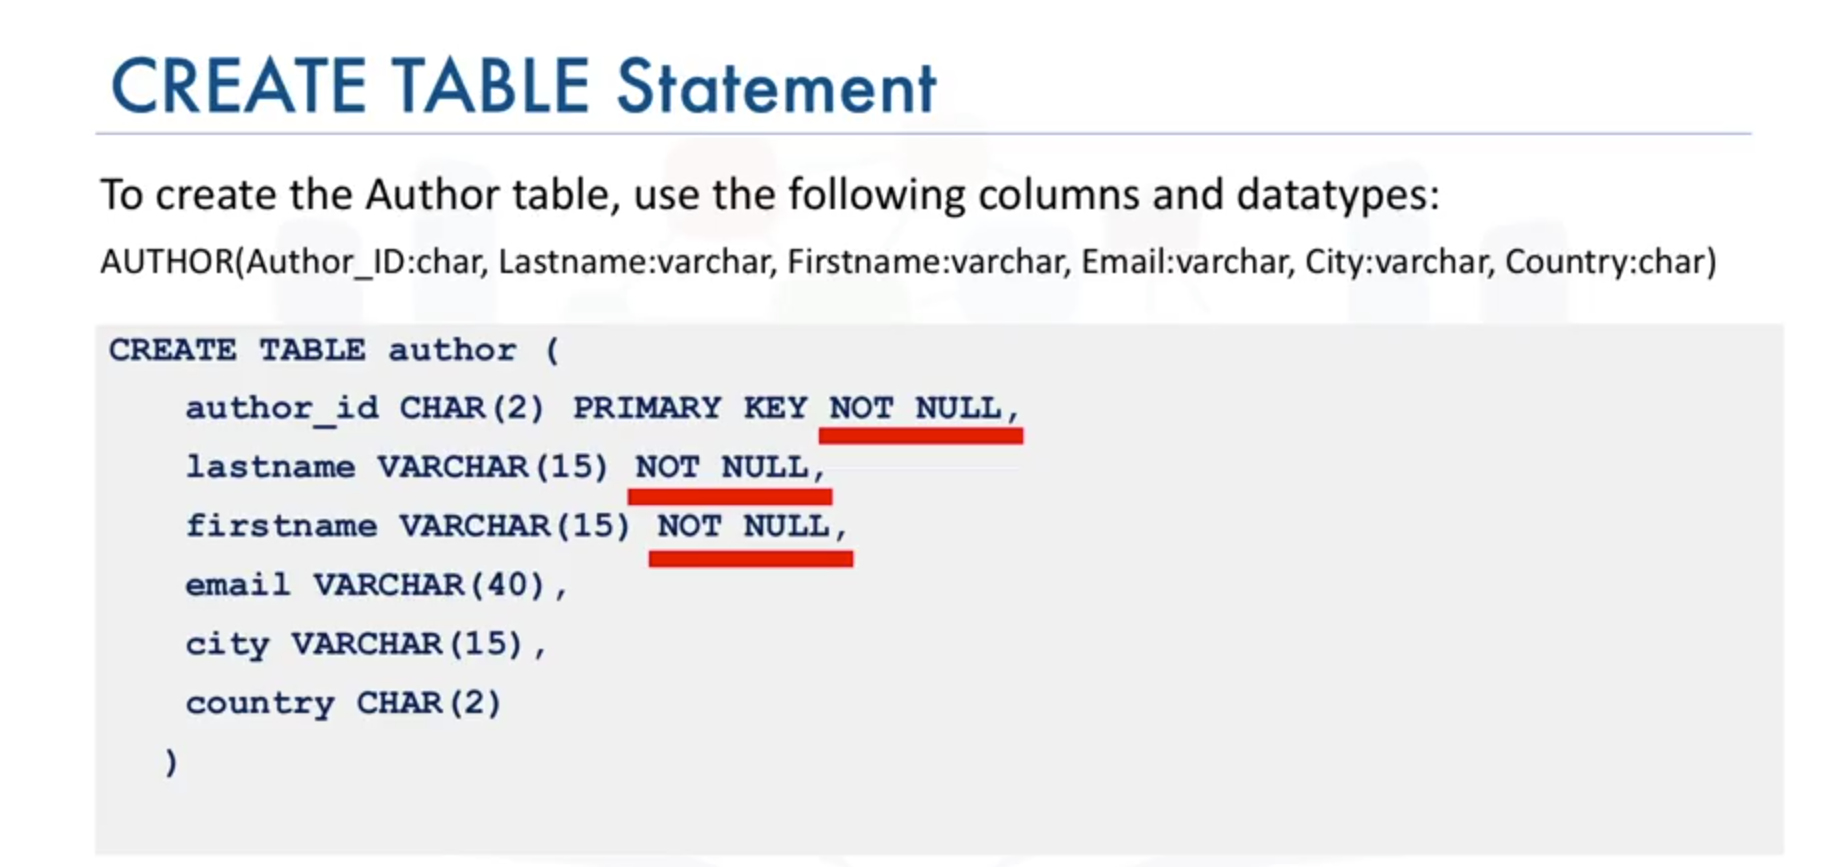 CREATE TABLE Statement
To create the Author table, use the following columns and datatypes:
AUTHOR(Author_ID:char, Lastname:varchar, Firstname:varchar, Email:varchar, City:varchar, Country:char)
CREATE TABLE author (
author_id CHAR(2) PRIMARY KEY NOT NULL,
lastname VARCHAR(15) NOT NULL,
firstname VARCHAR(15) NOT NULL,
email VARCHAR(40),
city VARCHAR(15),
country CHAR(2)
)